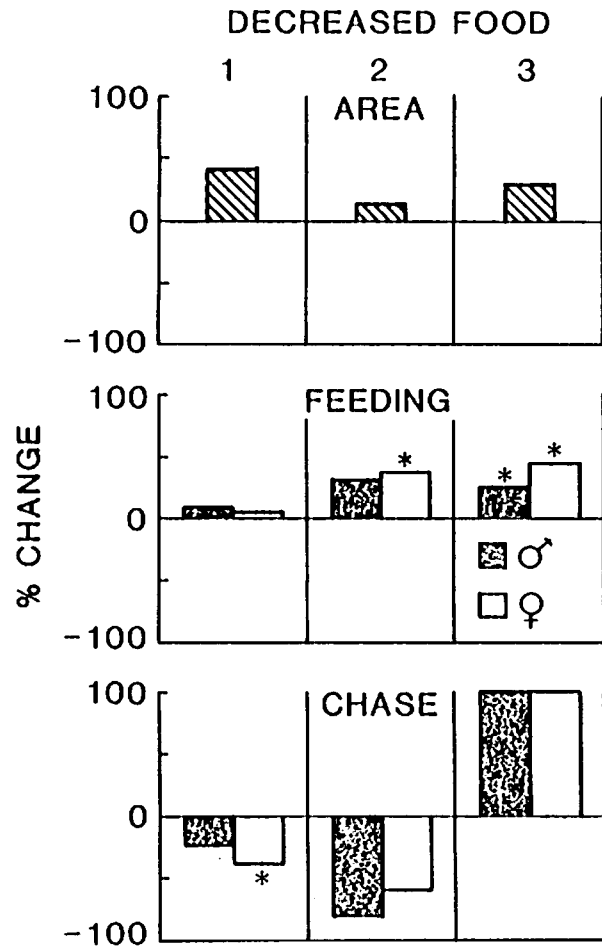 DECREASED FOOD
1 2 3
100 AREA
0
-100
% CHANGE
100 FEEDING
* * *
0
♂
♀
-100
100 CHASE
0
*
-100